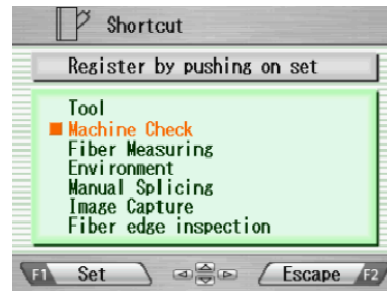 Shortcut
Register by pushing on set
Tool
Machine Check
Fiber Measuring
Environment
Manual Splicing
Image Capture
Fiber edge inspection
F1 Set Escape F2